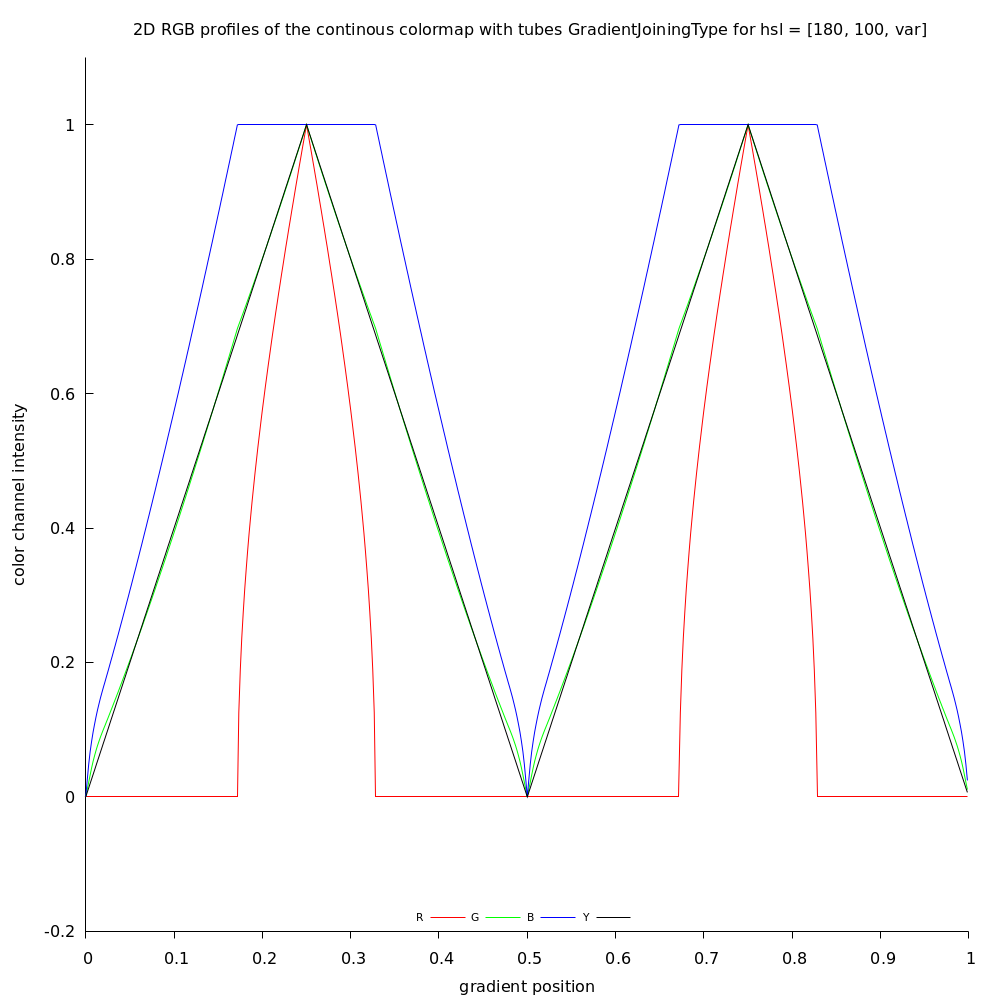 2D RGB profiles of the continous colormap with tubes GradientJoiningType for hsl = [180, 100, var]
1
0.8
0.6
0.4
0.2
0
-0.2
color channel intensity
R G B Y
0 0.1 0.2 0.3 0.4 0.5 0.6 0.7 0.8 0.9 1
gradient position